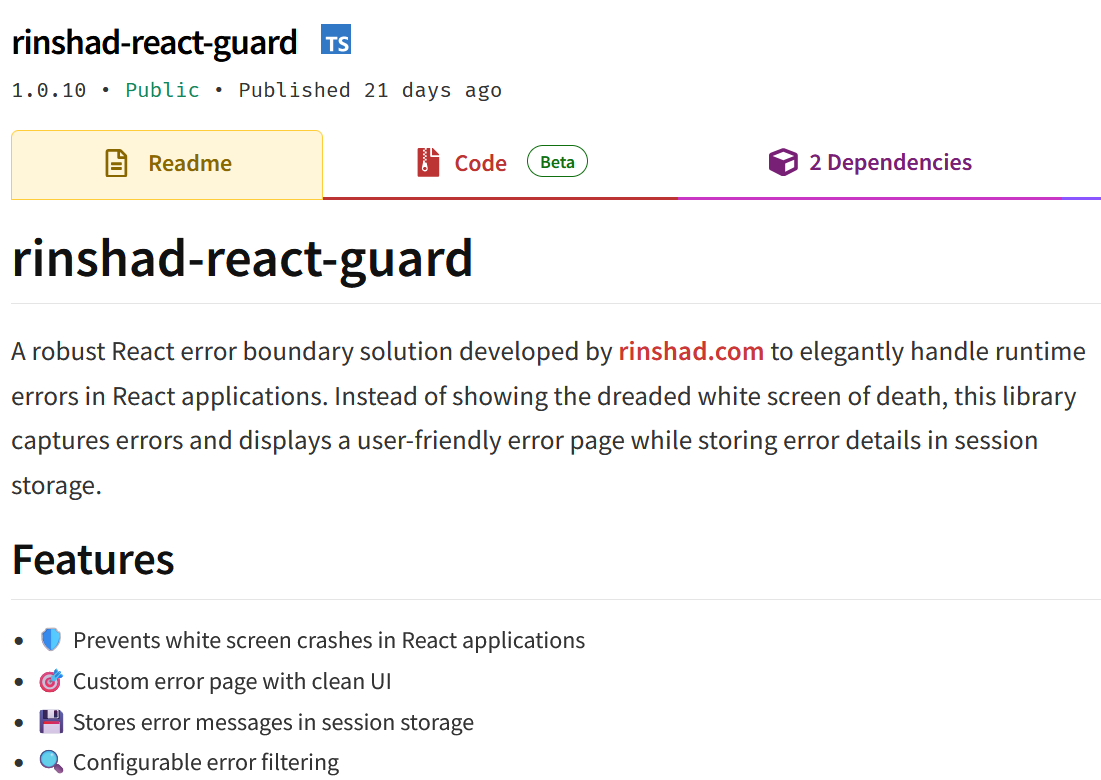 rinshad-react-guard TS
1.0.10 • Public • Published 21 days ago
Readme Code Beta 2 Dependencies
rinshad-react-guard
A robust React error boundary solution developed by rinshad.com to elegantly handle runtime
errors in React applications. Instead of showing the dreaded white screen of death, this library
captures errors and displays a user-friendly error page while storing error details in session
storage.
Features
• 🛡️ Prevents white screen crashes in React applications
• 🎯 Custom error page with clean UI
• 💾 Stores error messages in session storage
• 🔍 Configurable error filtering